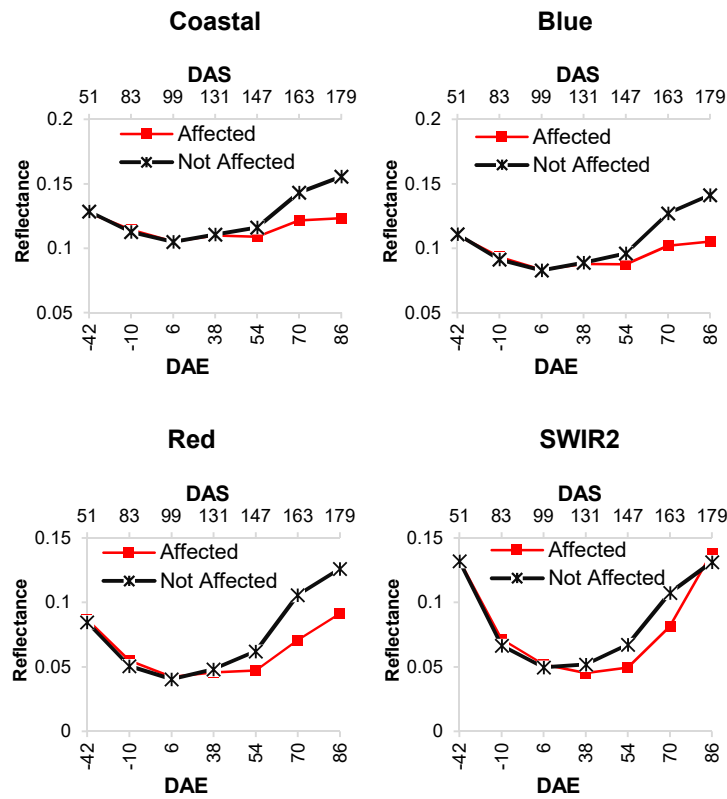 Coastal
DAS
51 83 99 131 147 163 179
0.2
0.15
0.1
0.05
Reflectance
Affected
Not Affected
-42 -10 6 38 54 70 86
DAE
Blue
DAS
51 83 99 131 147 163 179
0.2
0.15
0.1
0.05
Reflectance
Affected
Not Affected
-42 -10 6 38 54 70 86
DAE
Red
DAS
51 83 99 131 147 163 179
0.15
0.1
0.05
0
Reflectance
Affected
Not Affected
-42 -10 6 38 54 70 86
DAE
SWIR2
DAS
51 83 99 131 147 163 179
0.15
0.1
0.05
0
Reflectance
Affected
Not Affected
-42 -10 6 38 54 70 86
DAE